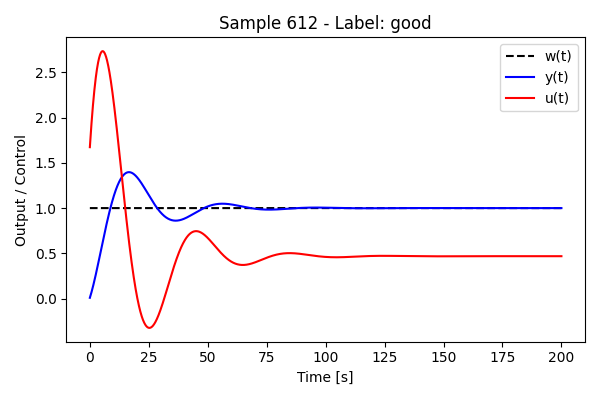 Sample 612 - Label: good
w(t)
y(t)
u(t)
Output / Control
2.5
2.0
1.5
1.0
0.5
0.0
0 25 50 75 100 125 150 175 200
Time [s]